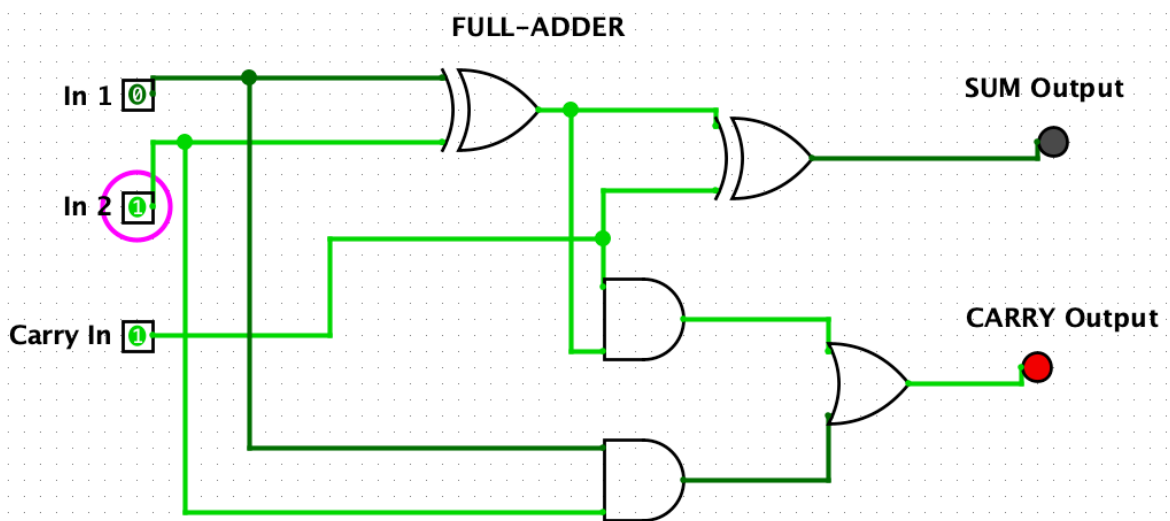 FULL-ADDER
In 1 0
SUM Output
In 2 1
Carry In 1
CARRY Output